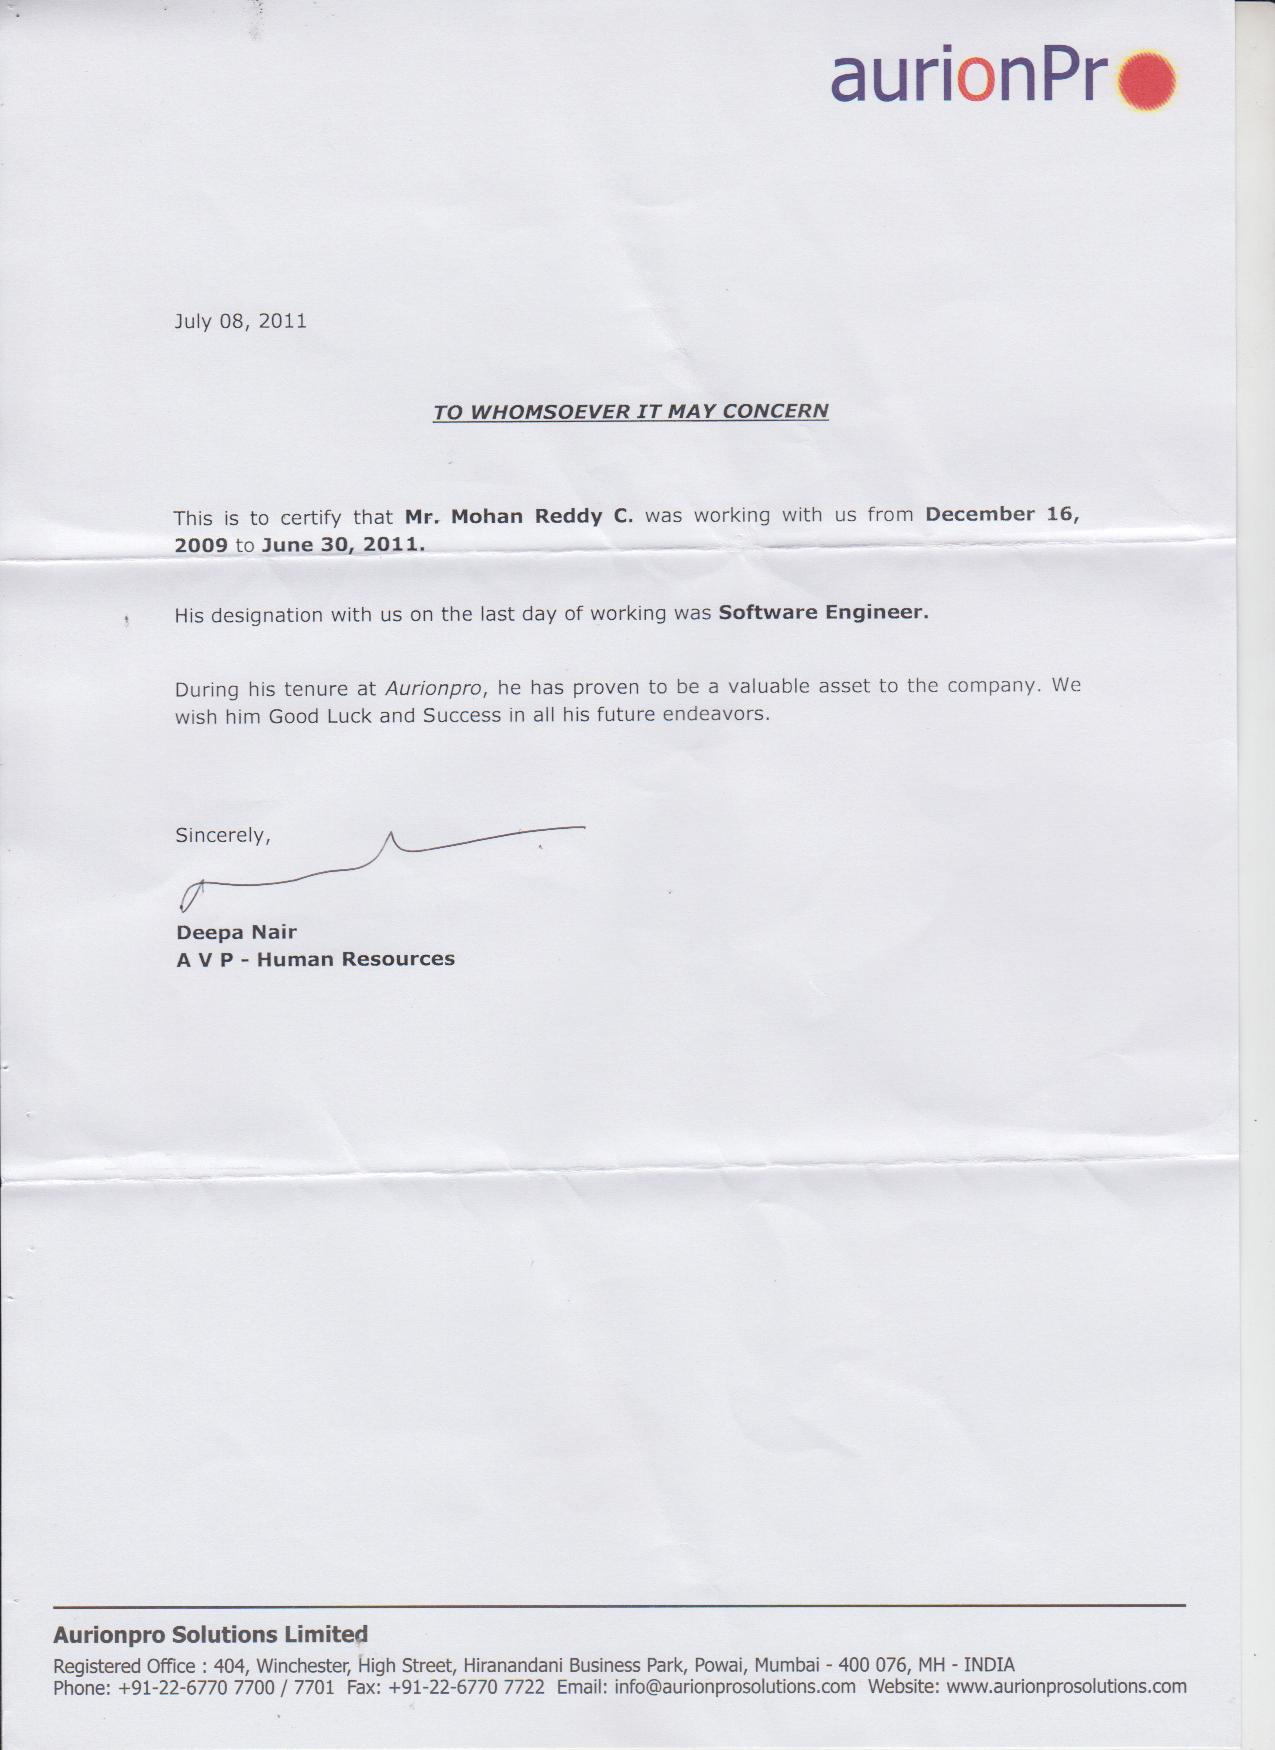 aurionPro
July 08, 2011
TO WHOMSOEVER IT MAY CONCERN
This is to certify that Mr. Mohan Reddy C. was working with us from December 16,
2009 to June 30, 2011.
His designation with us on the last day of working was Software Engineer.
During his tenure at Aurionpro, he has proven to be a valuable asset to the company. We
wish him Good Luck and Success in all his future endeavors.
Sincerely,
Deepa Nair
A V P - Human Resources
Aurionpro Solutions Limited
Registered Office : 404, Winchester, High Street, Hiranandani Business Park, Powai, Mumbai - 400 076, MH - INDIA
Phone: +91-22-6770 7700 / 7701 Fax: +91-22-6770 7722 Email: info@aurionprosolutions.com Website: www.aurionprosolutions.com